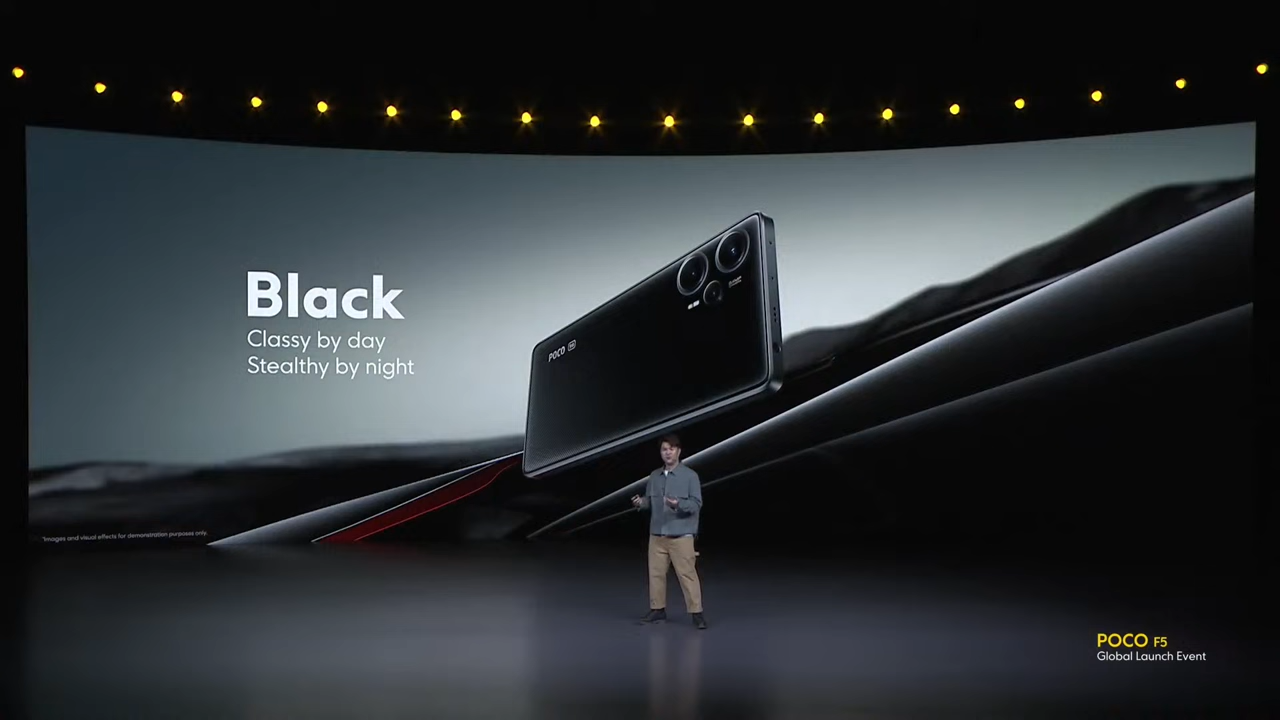 Black
Classy by day
Stealthy by night
POCO 5G
*Images and visual effects for demonstration purposes only.
POCO F5
Global Launch Event